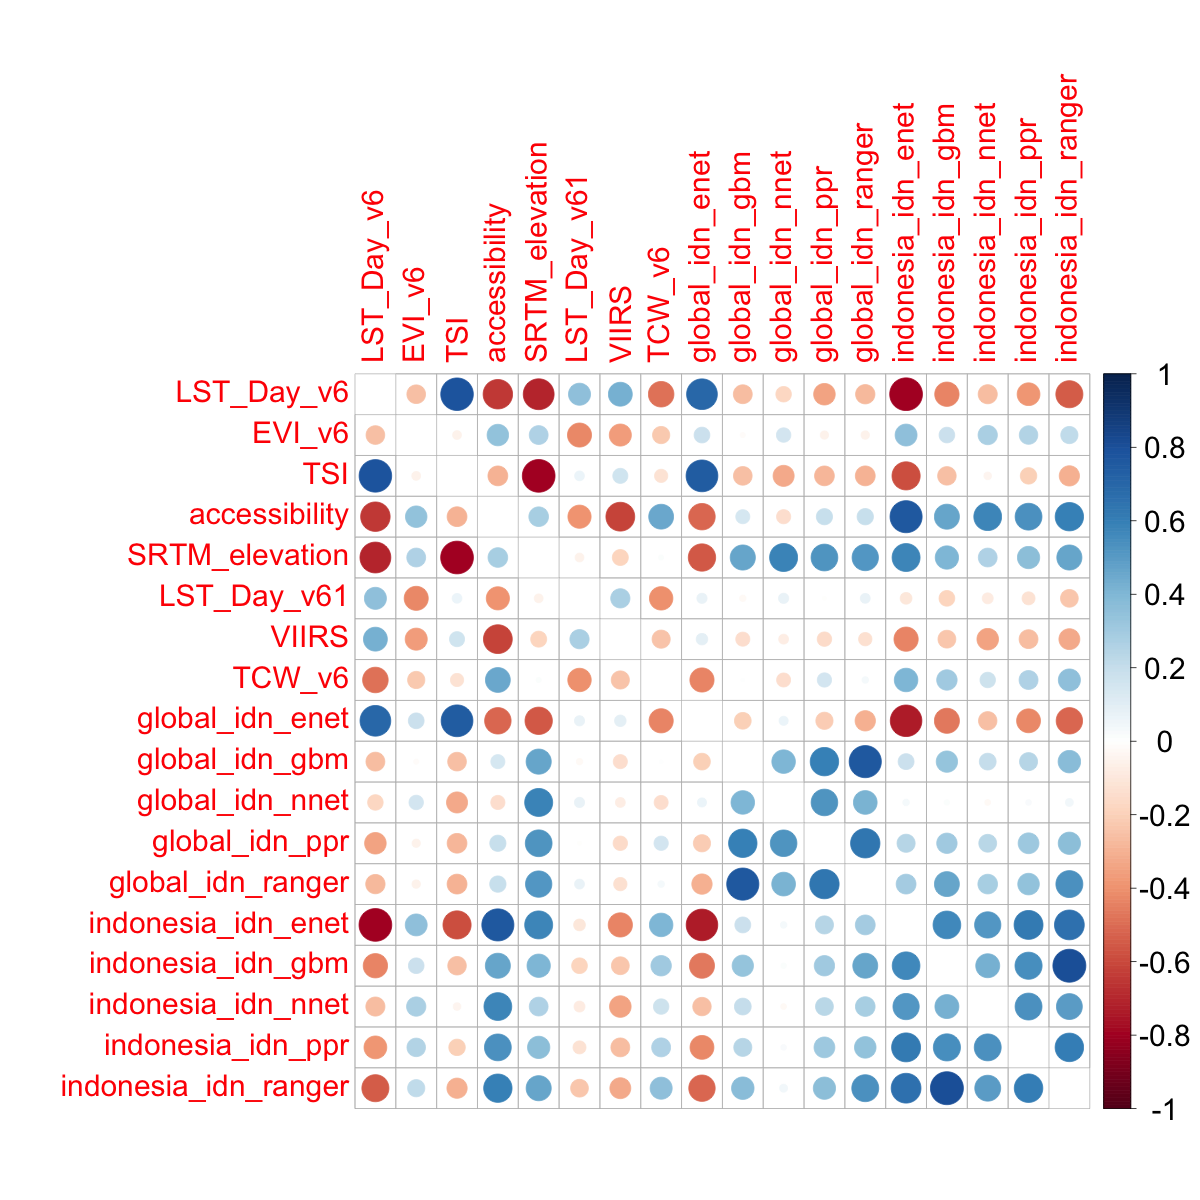 LST_Day_v6
EVI_v6
TSI
accessibility
SRTM_elevation
LST_Day_v61
VIIRS
TCW_v6
global_idn_enet
global_idn_gbm
global_idn_nnet
global_idn_ppr
global_idn_ranger
indonesia_idn_enet
indonesia_idn_gbm
indonesia_idn_nnet
indonesia_idn_ppr
indonesia_idn_ranger
LST_Day_v6
EVI_v6
TSI
accessibility
SRTM_elevation
LST_Day_v61
VIIRS
TCW_v6
global_idn_enet
global_idn_gbm
global_idn_nnet
global_idn_ppr
global_idn_ranger
indonesia_idn_enet
indonesia_idn_gbm
indonesia_idn_nnet
indonesia_idn_ppr
indonesia_idn_ranger
1
0.8
0.6
0.4
0.2
0
-0.2
-0.4
-0.6
-0.8
-1